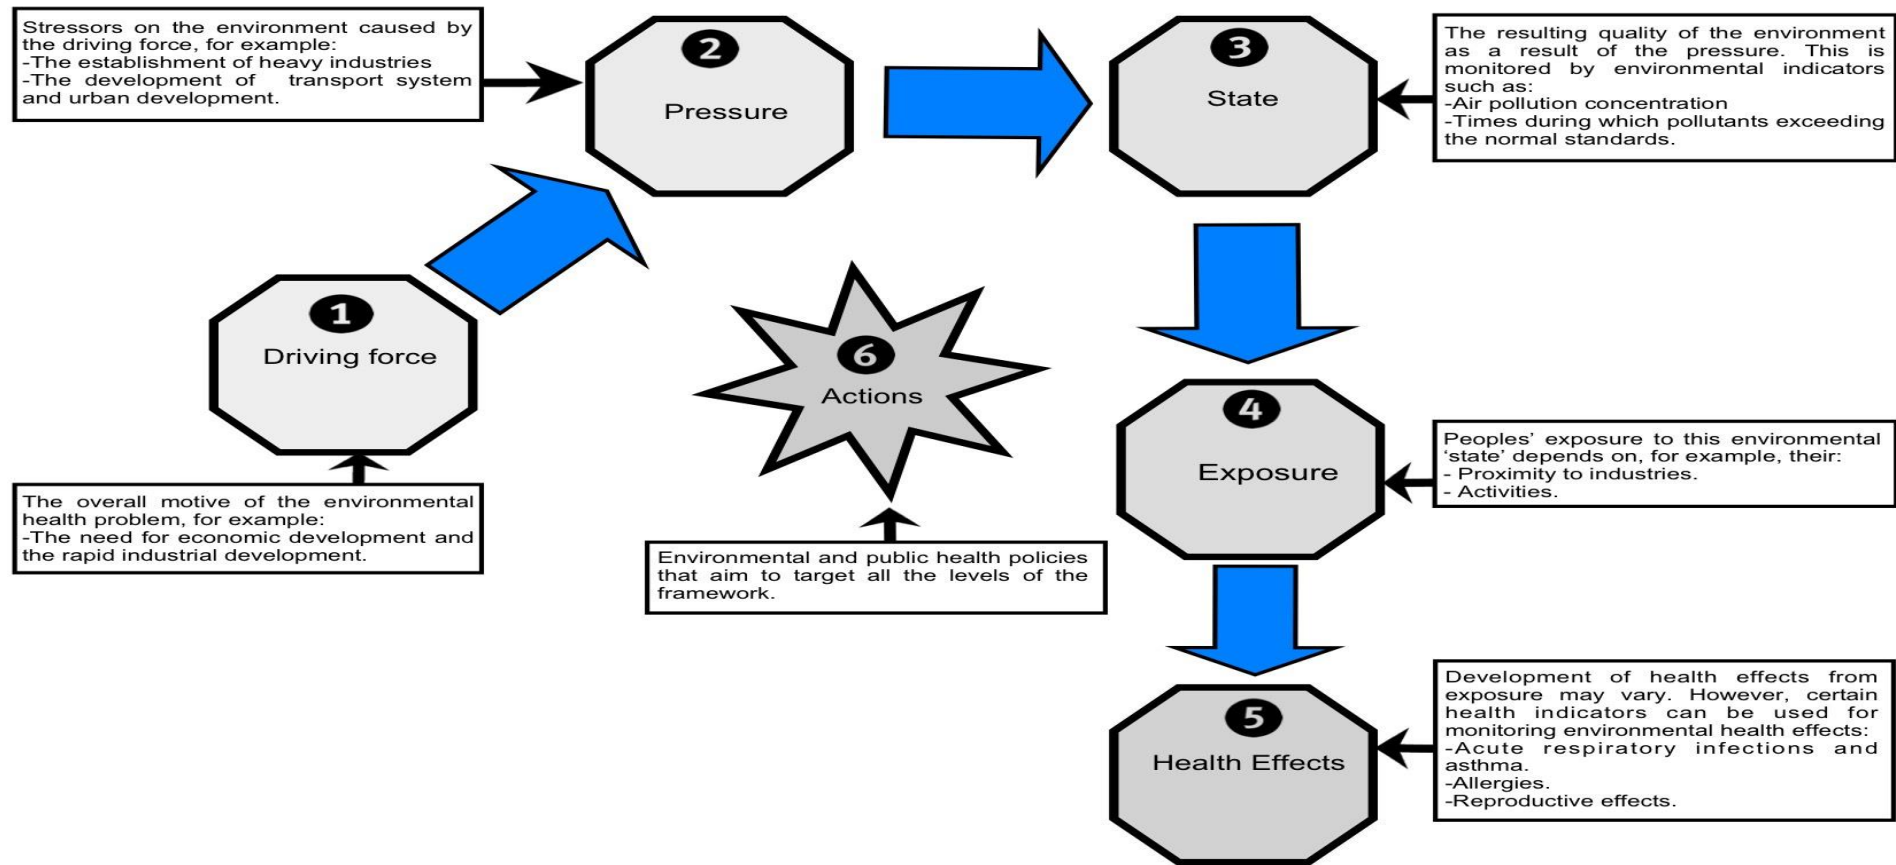 Stressors on the environment caused by
the driving force, for example:
-The establishment of heavy industries
-The development of transport system
and urban development.
2
Pressure
3
State
The resulting quality of the environment
as a result of the pressure. This is
monitored by environmental indicators
such as:
-Air pollution concentration
-Times during which pollutants exceeding
the normal standards.
1
Driving force
The overall motive of the environmental
health problem, for example:
-The need for economic development and
the rapid industrial development.
6
Actions
Environmental and public health policies
that aim to target all the levels of the
framework.
4
Exposure
Peoples’ exposure to this environmental
‘state’ depends on, for example, their:
- Proximity to industries.
- Activities.
5
Health Effects
Development of health effects from
exposure may vary. However, certain
health indicators can be used for
monitoring environmental health effects:
-Acute respiratory infections and
asthma.
-Allergies.
-Reproductive effects.